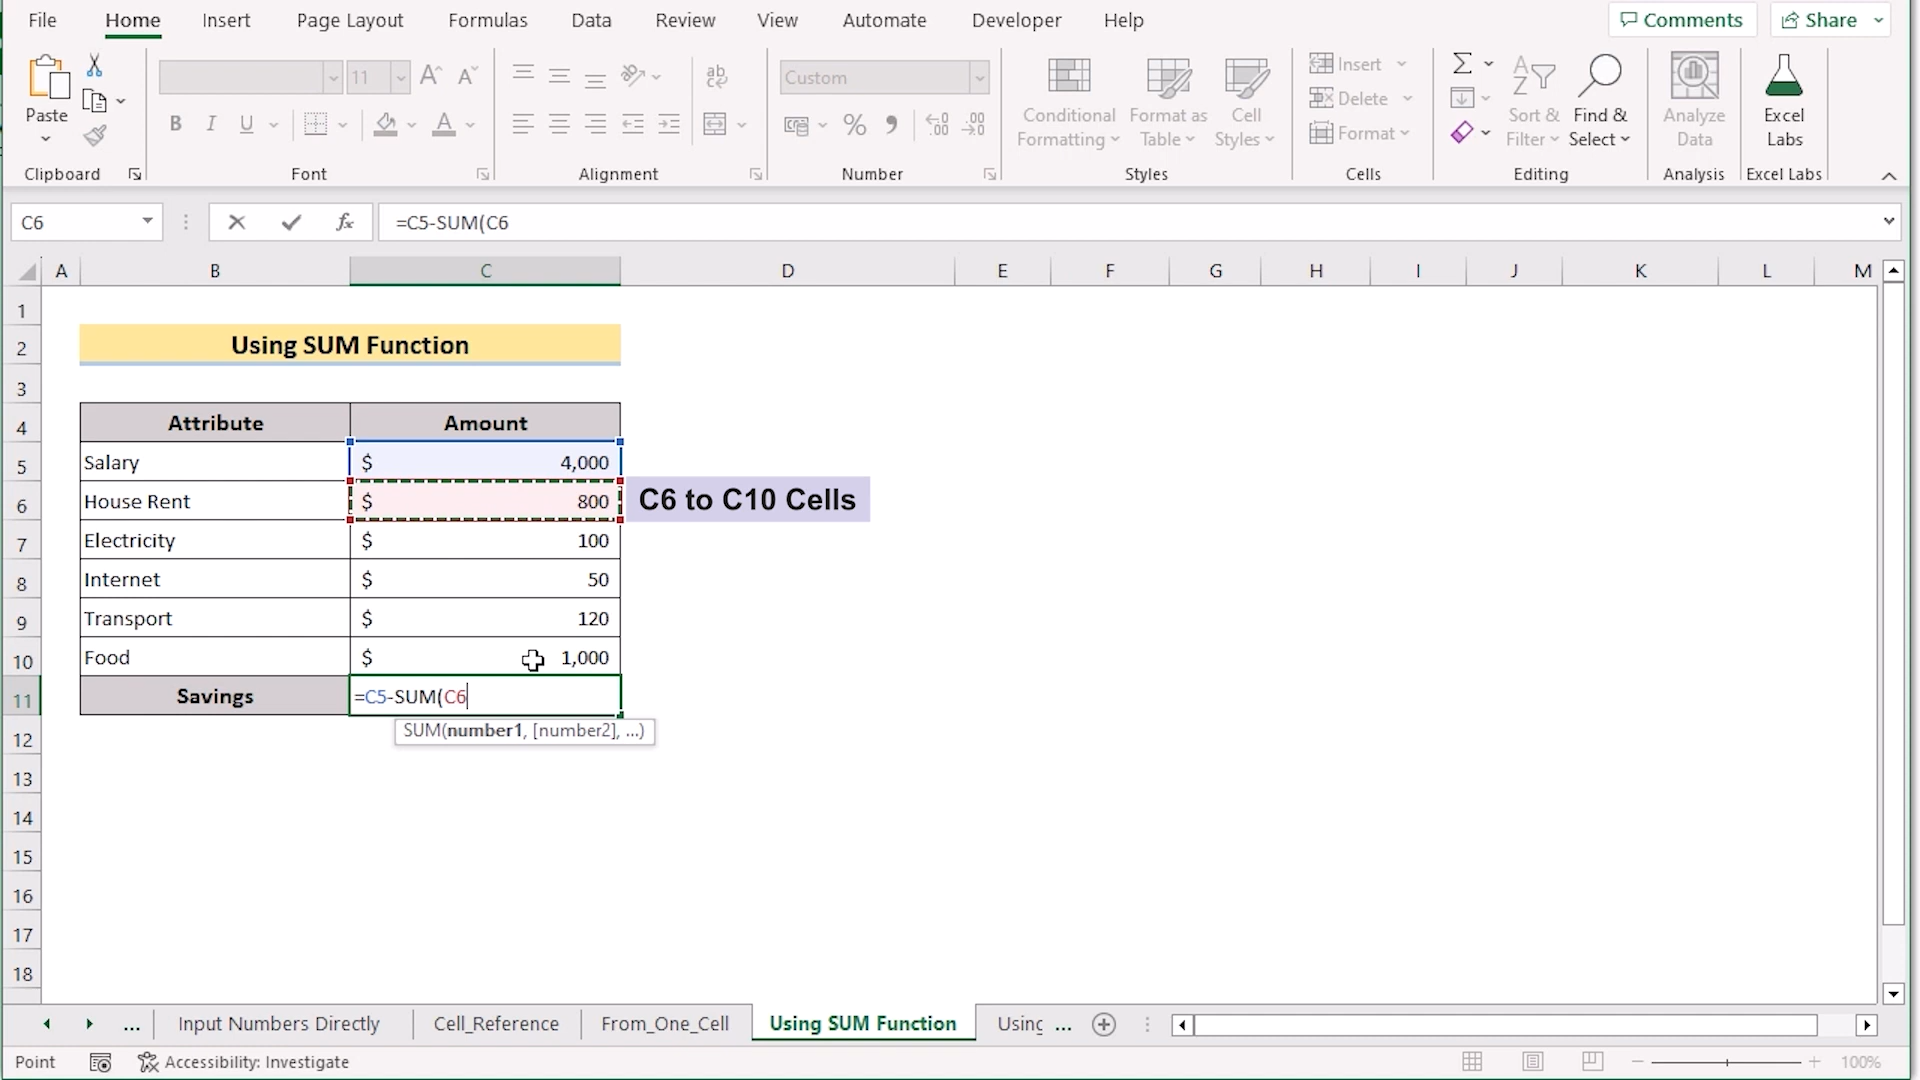 File Home Insert Page Layout Formulas Data Review View Automate Developer Help Comments Share
Paste
11
Custom
Conditional Formatting
Format as Table
Cell Styles
Insert
Delete
Format
Sort & Filter
Find & Select
Analyze Data
Excel Labs
Clipboard Font Alignment Number Styles Cells Editing Analysis Excel Labs
C6 fx =C5-SUM(C6
A B C D E F G H I J K L M
1
2 Using SUM Function
3
4 Attribute Amount
5 Salary $ 4,000
6 House Rent $ 800 C6 to C10 Cells
7 Electricity $ 100
8 Internet $ 50
9 Transport $ 120
10 Food $ 1,000
11 Savings =C5-SUM(C6
SUM(number1, [number2], ...)
12
13
14
15
16
17
18
... Input Numbers Directly Cell_Reference From_One_Cell Using SUM Function Using ...
Point Accessibility: Investigate 100%